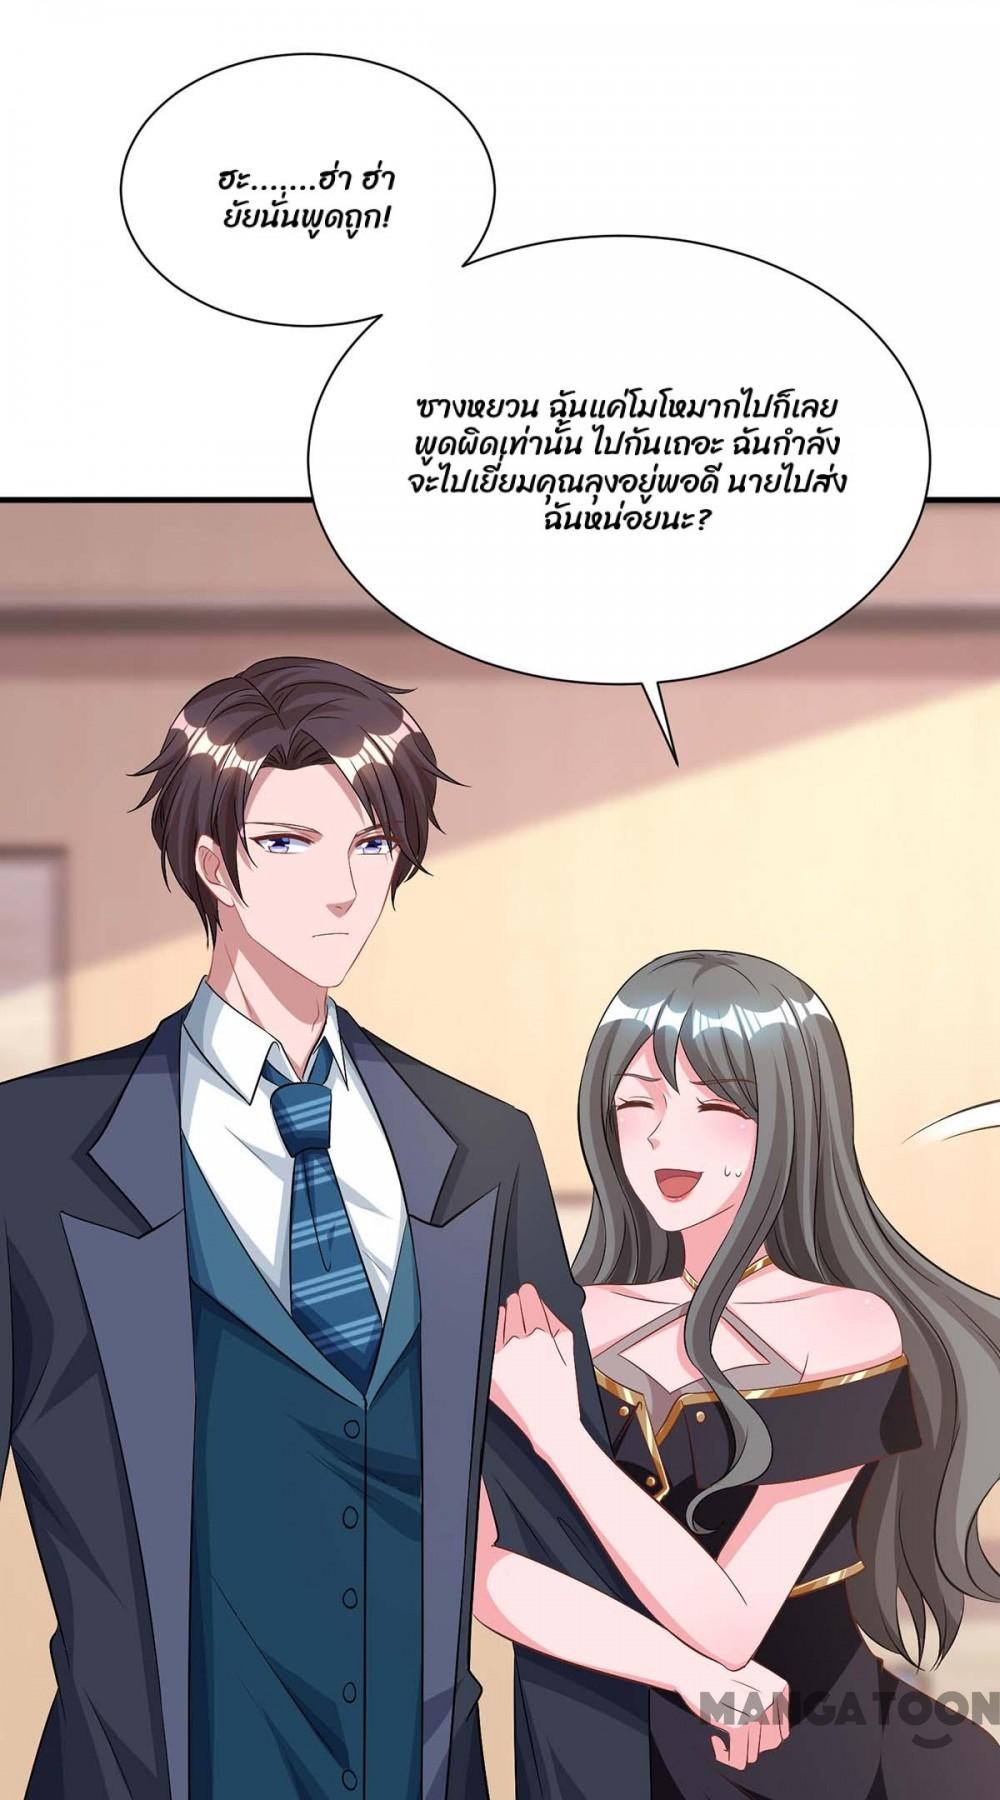 ฮะ.......ฮ่า ฮ่า
ยัยนั่นพูดถูก!
ซางหยวน ฉันแค่โมโหมากไปก็เลย
พูดผิดเท่านั้น ไปกันเถอะ ฉันกำลัง
จะไปเยี่ยมคุณลุงอยู่พอดี นายไปส่ง
ฉันหน่อยนะ?
MANGATOON